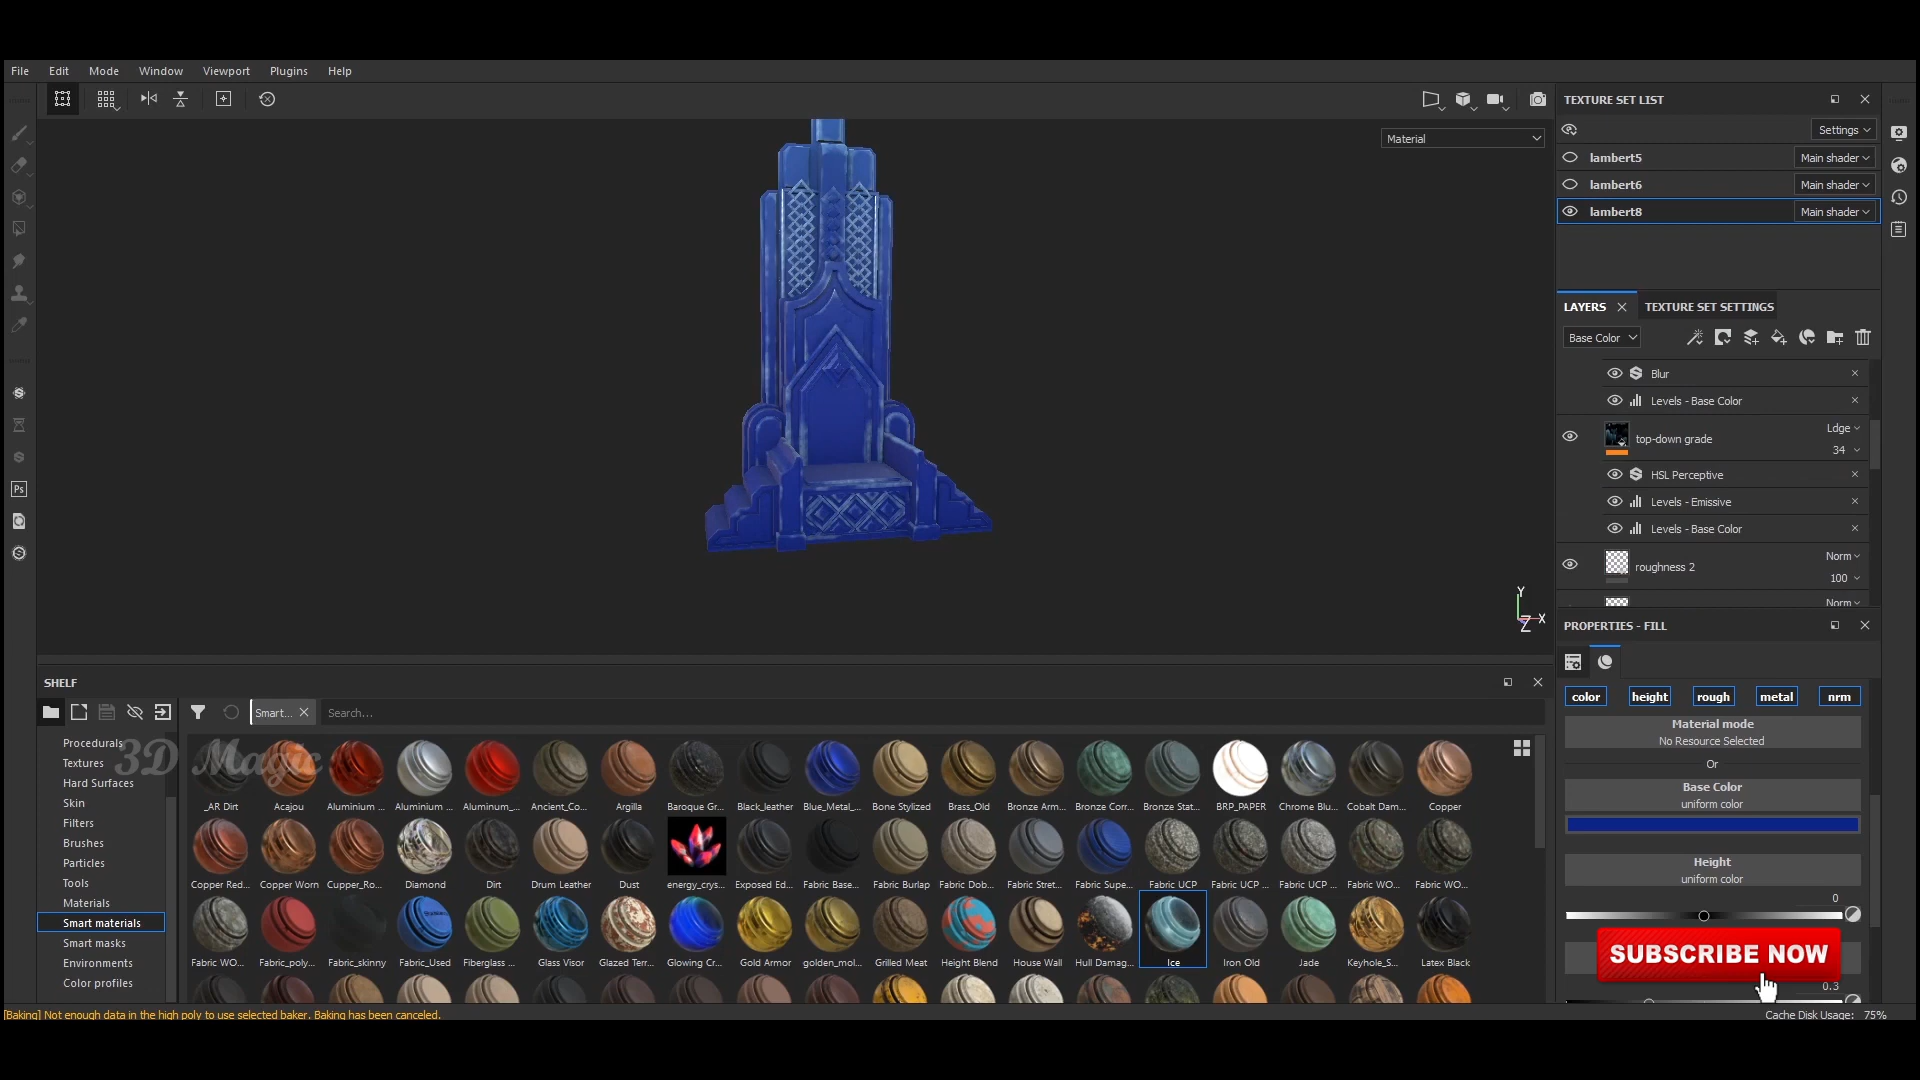 File Edit Mode Window Viewport Plugins Help
Material
Y
X
Z
TEXTURE SET LIST
Settings
lambert5 Main shader
lambert6 Main shader
lambert8 Main shader
LAYERS TEXTURE SET SETTINGS
Base Color
Blur
Levels - Base Color
top-down grade Ldge
34
HSL Perceptive
Levels - Emissive
Levels - Base Color
roughness 2 Norm
100
Norm
PROPERTIES - FILL
color height rough metal nrm
Material mode
No Resource Selected
Or
Base Color
uniform color
Height
uniform color
0
SUBSCRIBE NOW
0.3
Ps
SHELF
Smart... Search...
Procedurals
Textures
Hard Surfaces
Skin
Filters
Brushes
Particles
Tools
Materials
Smart materials
Smart masks
Environments
Color profiles
3D Magic
_AR Dirt Acajou Aluminium ... Aluminium ... Aluminum_... Ancient_Co... Argilla Baroque Gr... Black_leather Blue_Metal_... Bone Stylized Brass_Old Bronze Arm... Bronze Corr... Bronze Stat... BRP_PAPER Chrome Blu... Cobalt Dam... Copper
Copper Red... Copper Worn Cupper_Ro... Diamond Dirt Drum Leather Dust energy_crys... Exposed Ed... Fabric Base... Fabric Burlap Fabric Dob... Fabric Stret... Fabric Supe... Fabric UCP Fabric UCP ... Fabric UCP ... Fabric WO... Fabric WO...
Fabric WO... Fabric_poly... Fabric_skinny Fabric_Used Fiberglass ... Glass Visor Glazed Terr... Glowing Cr... Gold Armor golden_mol... Grilled Meat Height Blend House Wall Hull Damag... Ice Iron Old Jade Keyhole_S... Latex Black
[Baking] Not enough data in the high poly to use selected baker. Baking has been canceled.
Cache Disk Usage: 75%